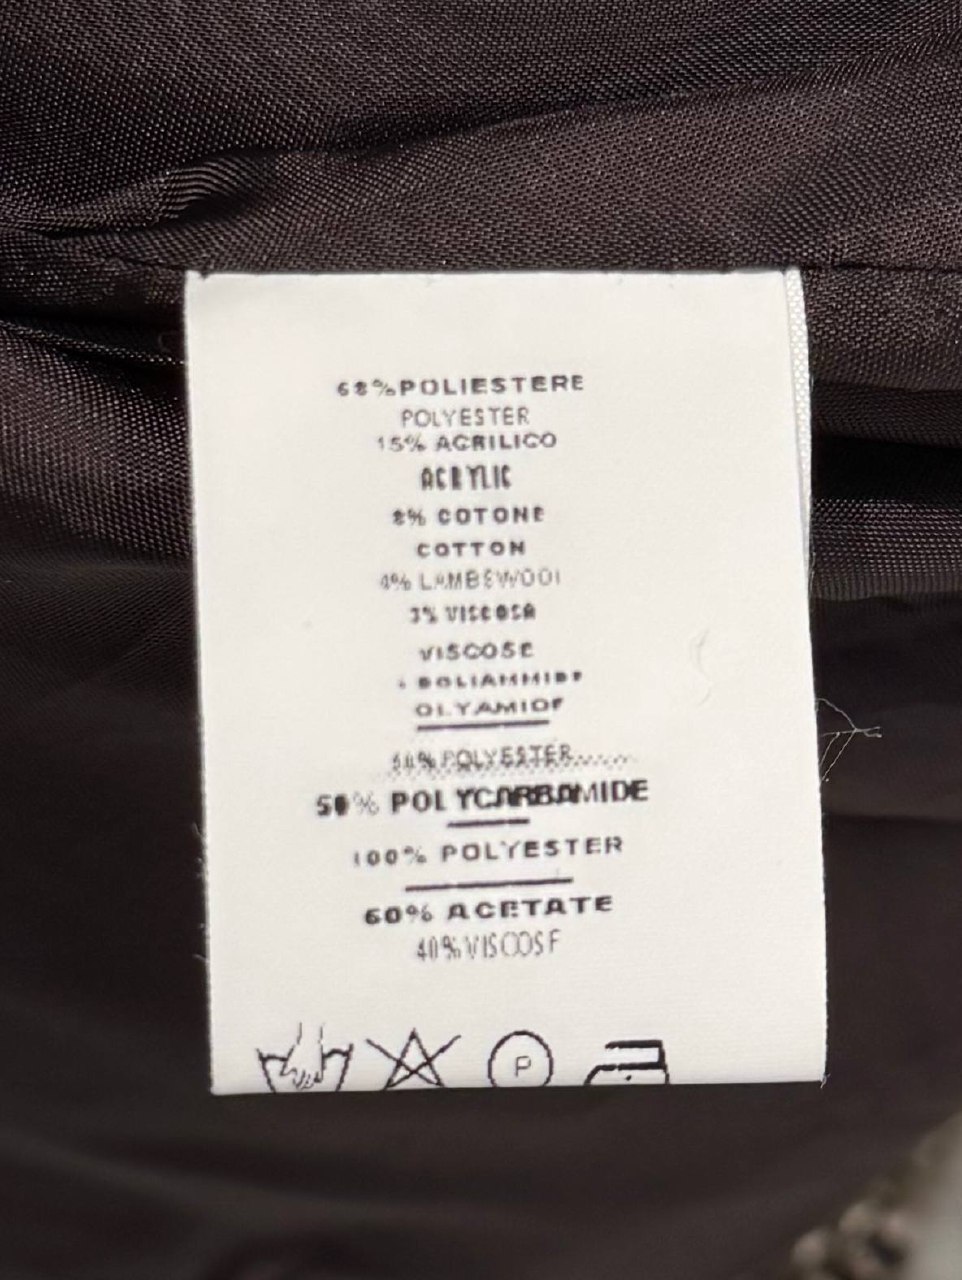 68% POLIESTERE
POLYESTER
15% ACRILICO
ACRYLIC
8% COTONE
COTTON
4% LAMBSWOOL
3% VISCOSA
VISCOSE
POLIAMMIDE
POLYAMIDE
50% POLYESTER
50% POLYCARBAMIDE
100% POLYESTER
60% ACETATE
40% VISCOSE
P